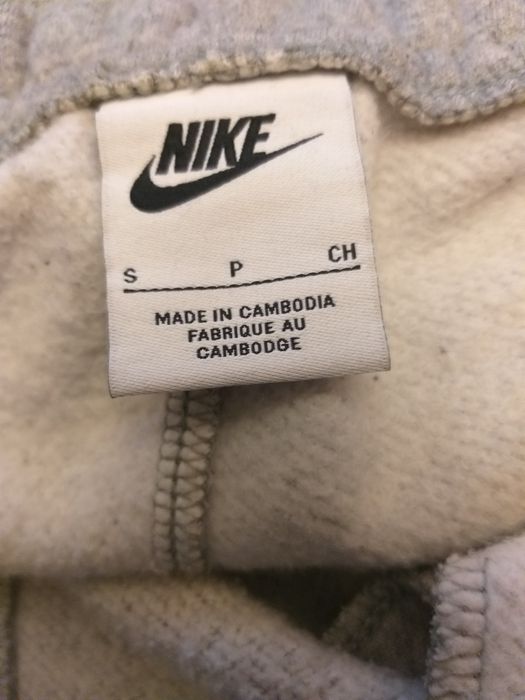 NIKE
S P CH
MADE IN CAMBODIA
FABRIQUE AU
CAMBODGE